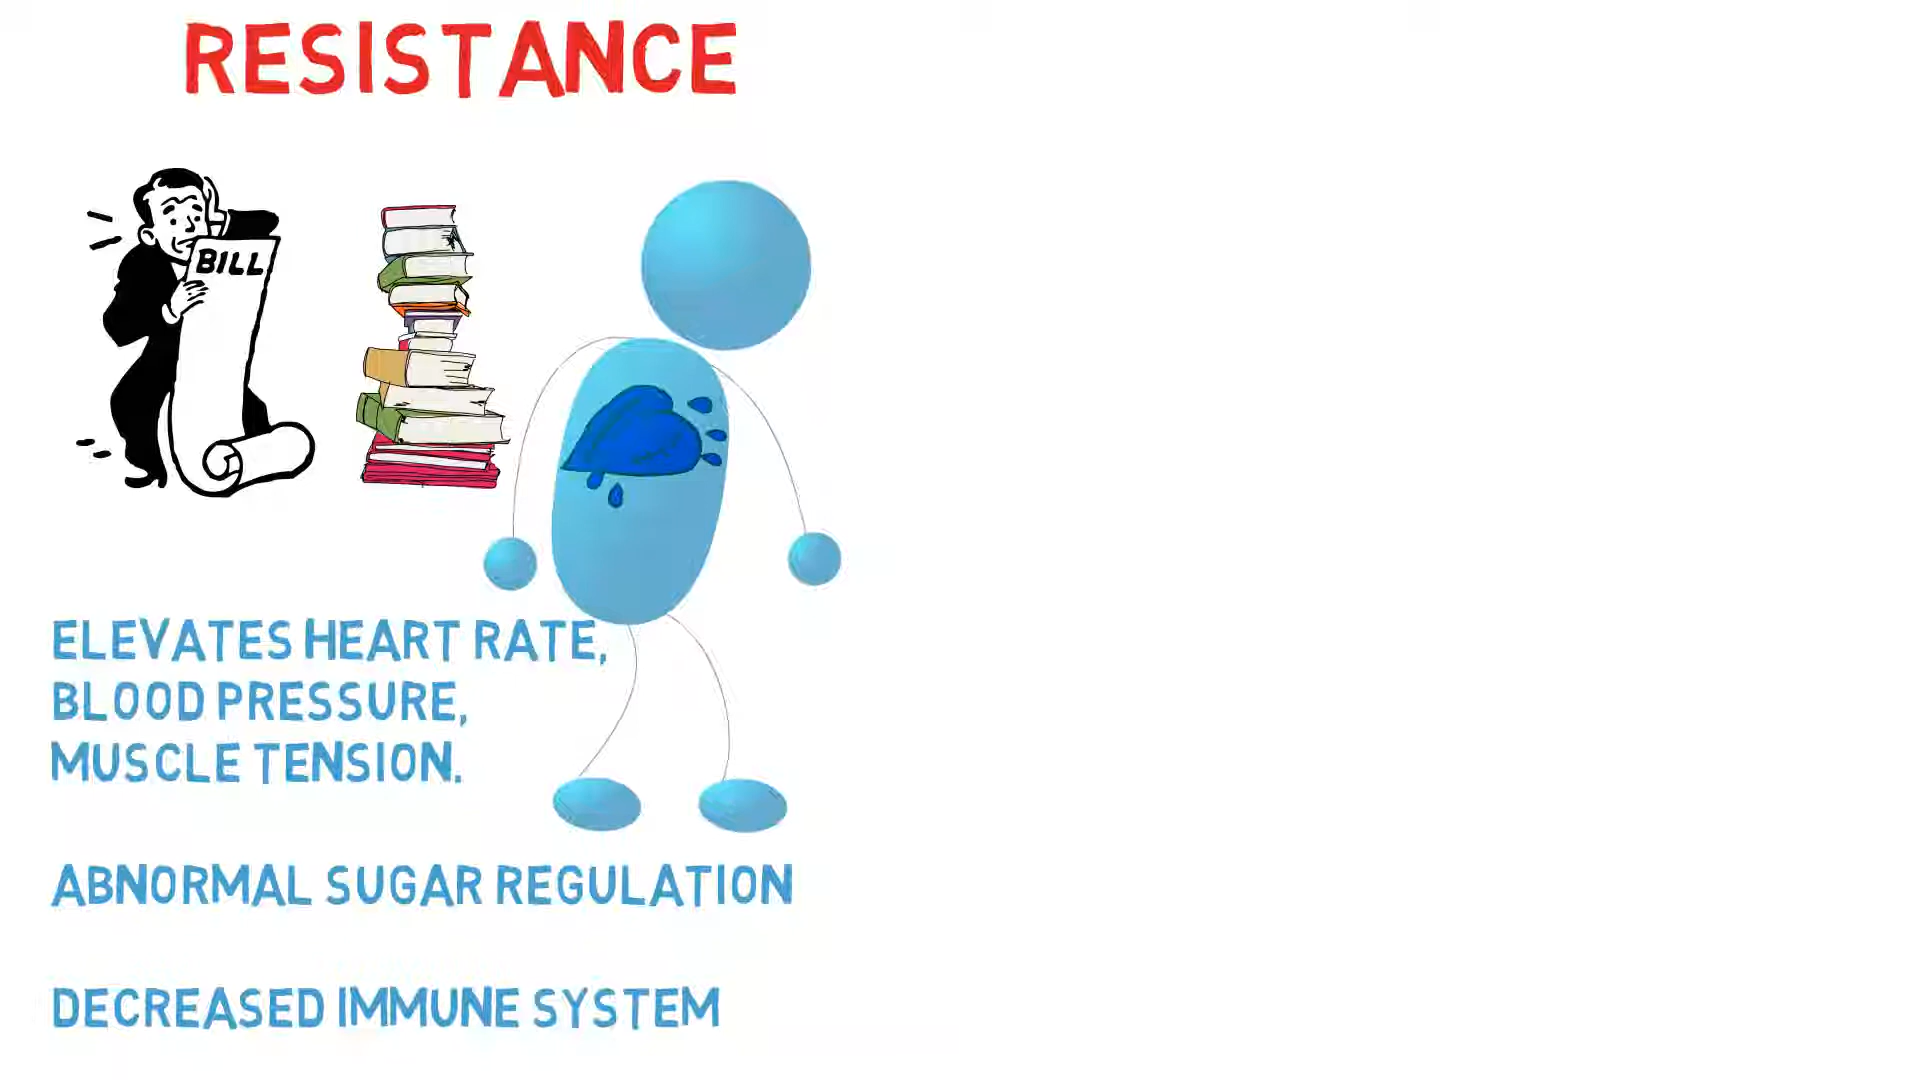 RESISTANCE
BILL
ELEVATES HEART RATE,
BLOOD PRESSURE,
MUSCLE TENSION.
ABNORMAL SUGAR REGULATION
DECREASED IMMUNE SYSTEM